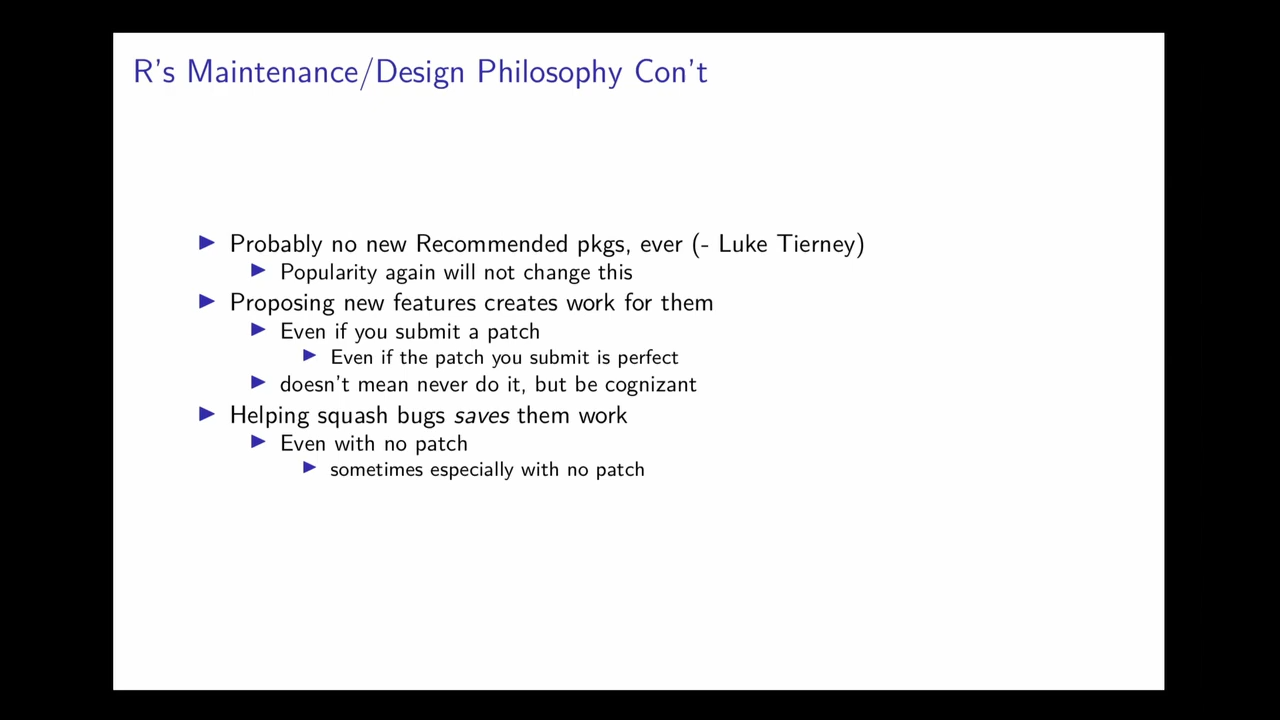 R's Maintenance/Design Philosophy Con't
Probably no new Recommended pkgs, ever (- Luke Tierney)
Popularity again will not change this
Proposing new features creates work for them
Even if you submit a patch
Even if the patch you submit is perfect
doesn't mean never do it, but be cognizant
Helping squash bugs saves them work
Even with no patch
sometimes especially with no patch